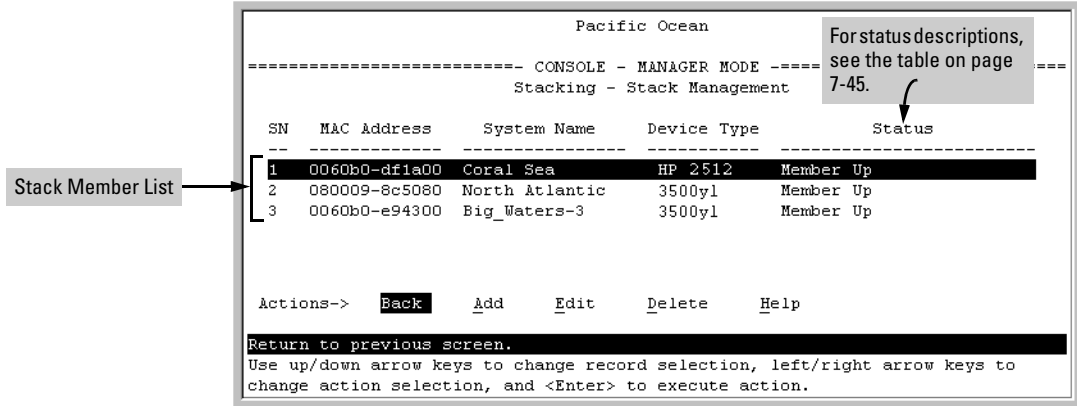 Pacific Ocean
For status descriptions,
see the table on page
7-45.
==========================- CONSOLE - MANAGER MODE -==========================
Stacking - Stack Management
SN MAC Address System Name Device Type Status
-- -------------- ---------------- ----------- -------------------------
Stack Member List
1 0060b0-df1a00 Coral Sea HP 2512 Member Up
2 080009-8c5080 North Atlantic 3500yl Member Up
3 0060b0-e94300 Big_Waters-3 3500yl Member Up
Actions-> Back Add Edit Delete Help
Return to previous screen.
Use up/down arrow keys to change record selection, left/right arrow keys to
change action selection, and <Enter> to execute action.